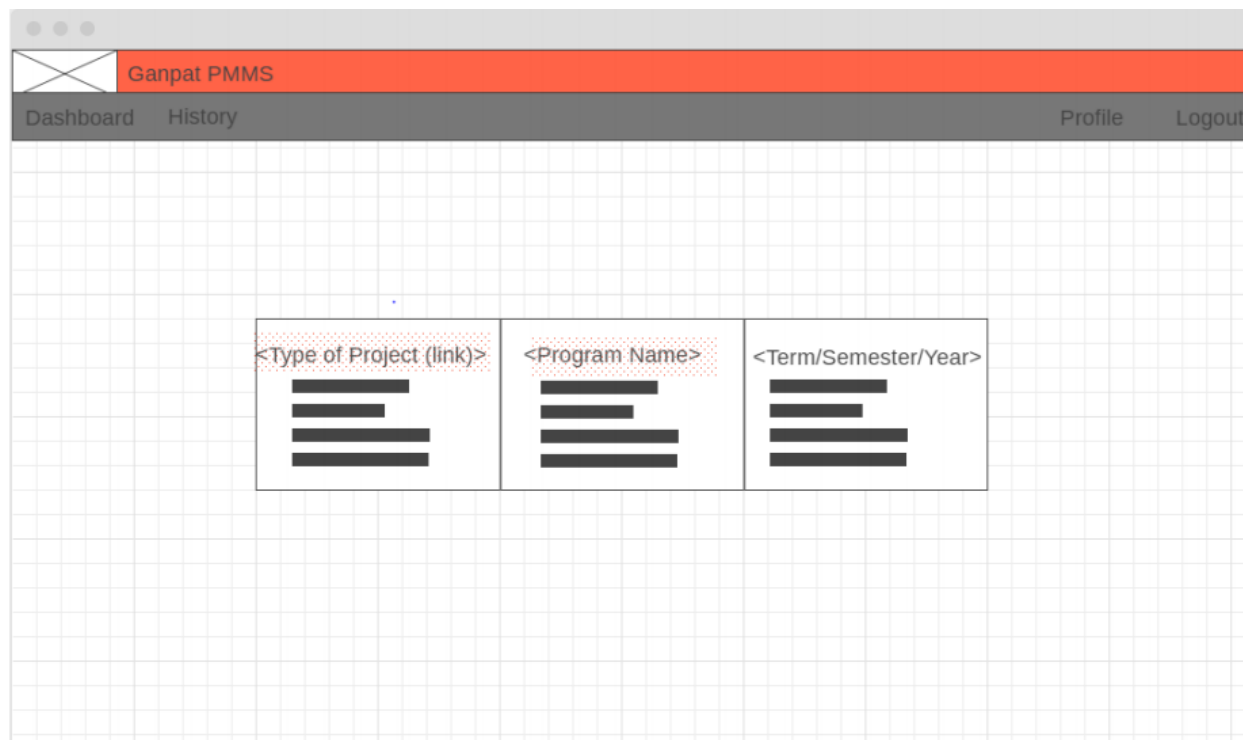 Ganpat PMMS
Dashboard History Profile Logout
<Type of Project (link)> <Program Name> <Term/Semester/Year>